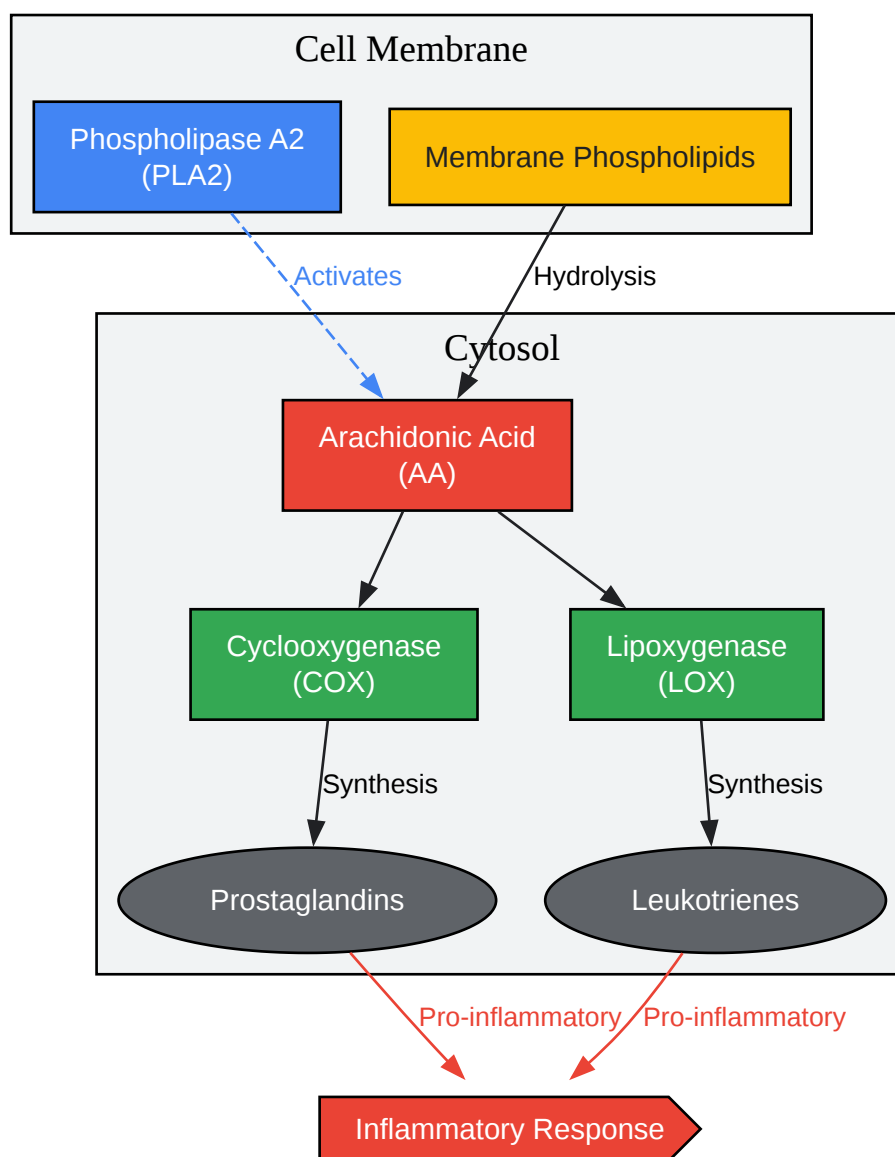 Cell Membrane
Phospholipase A2
(PLA2)
Membrane Phospholipids
Activates
Hydrolysis
Cytosol
Arachidonic Acid
(AA)
Cyclooxygenase
(COX)
Lipoxygenase
(LOX)
Synthesis
Synthesis
Prostaglandins
Leukotrienes
Pro-inflammatory
Pro-inflammatory
Inflammatory Response